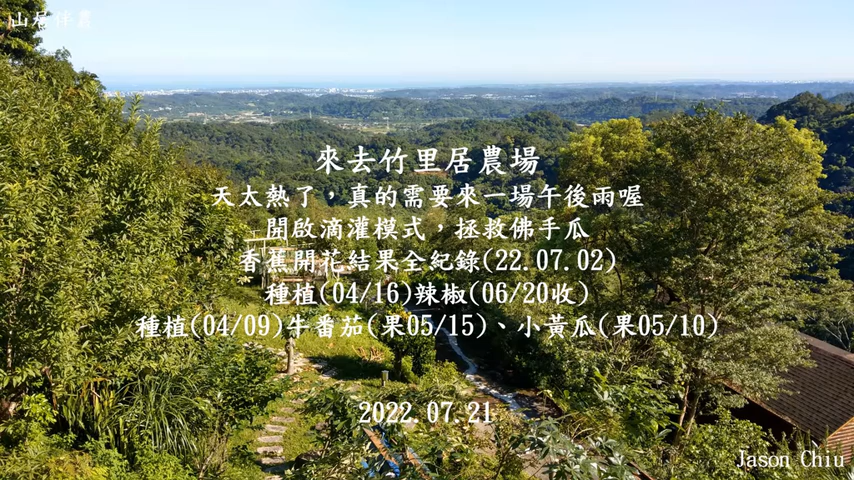 山居伴農
來去竹里居農場
天太熱了，真的需要來一場午後雨喔
開啟滴灌模式，拯救佛手瓜
香蕉開花結果全紀錄(22.07.02)
種植(04/16)辣椒(06/20收)
種植(04/09)牛番茄(果05/15)、小黃瓜(果05/10)
2022.07.21
Jason Chiu